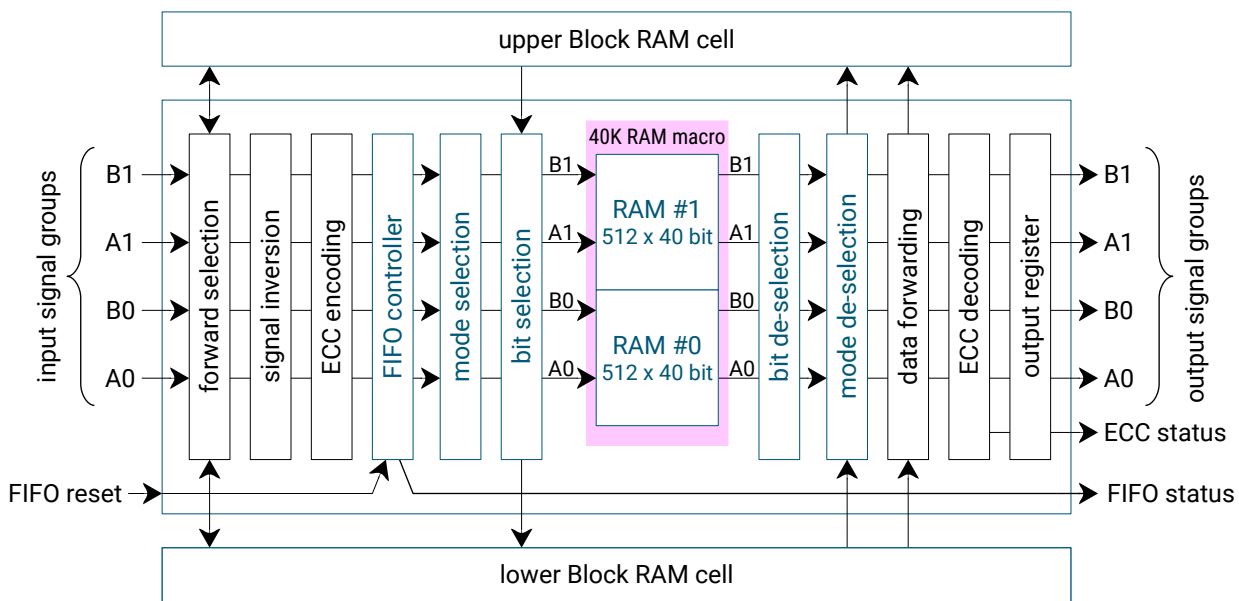 upper Block RAM cell
input signal groups
B1
A1
B0
A0
FIFO reset
forward selection
signal inversion
ECC encoding
FIFO controller
mode selection
bit selection
B1
A1
B0
A0
40K RAM macro
RAM #1
512 x 40 bit
RAM #0
512 x 40 bit
B1
A1
B0
A0
bit de-selection
mode de-selection
data forwarding
ECC decoding
output register
B1
A1
B0
A0
ECC status
FIFO status
output signal groups
lower Block RAM cell